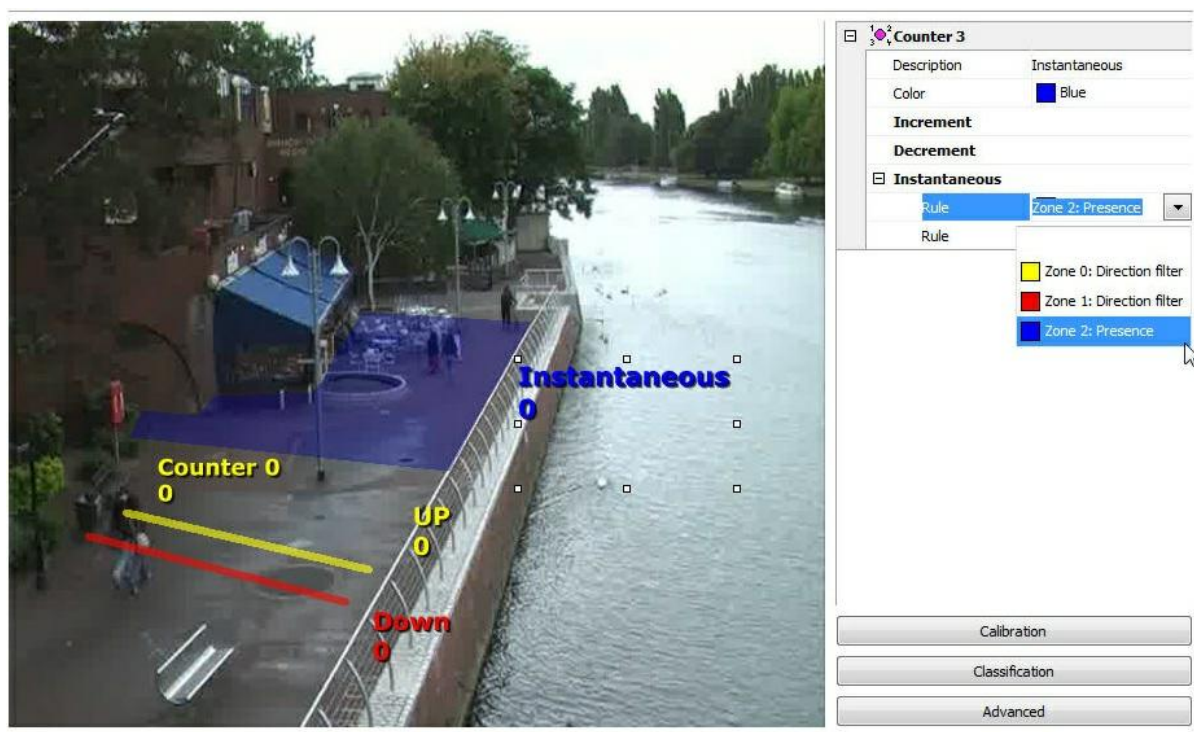 Counter 3
Description Instantaneous
Color Blue
Increment
Decrement
Instantaneous
Rule Zone 2: Presence
Rule
Zone 0: Direction filter
Zone 1: Direction filter
Zone 2: Presence
Instantaneous
0
Counter 0
0
UP
0
Down
0
Calibration
Classification
Advanced